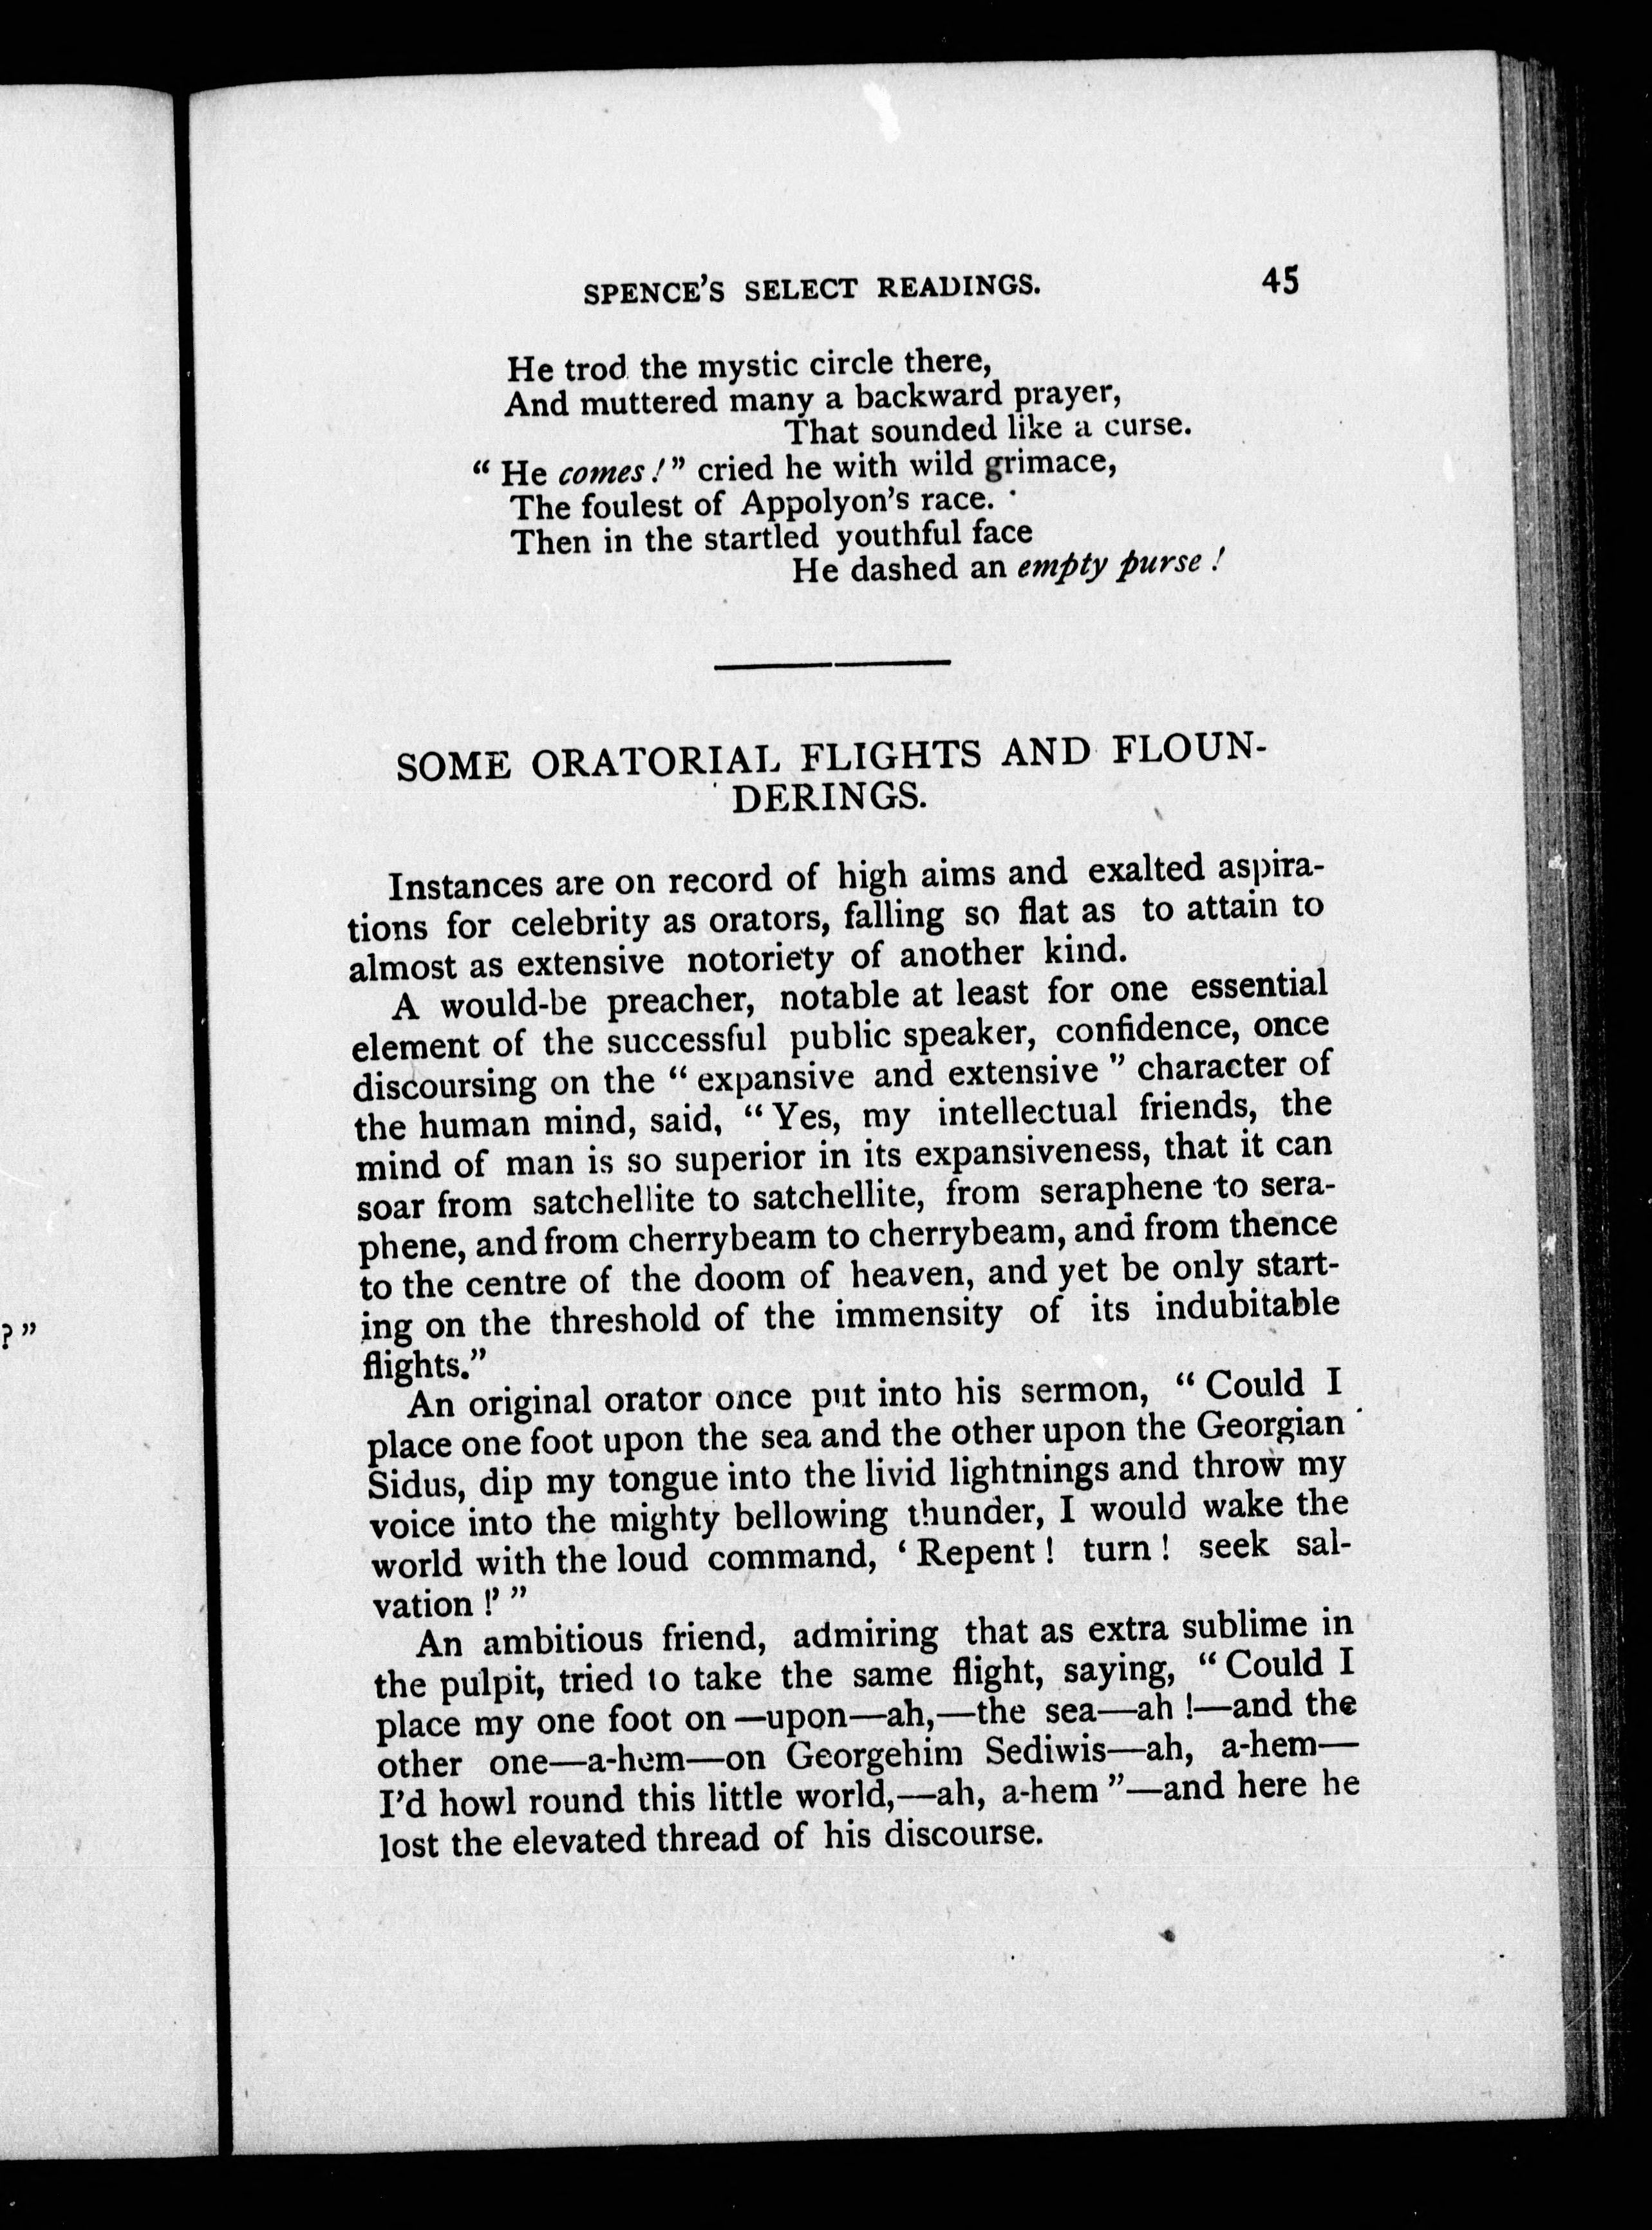 SPENCE'S SELECT READINGS. 45
He trod the mystic circle there,
And muttered many a backward prayer,
That sounded like a curse.
" He comes !" cried he with wild grimace,
The foulest of Appolyon's race.
Then in the startled youthful face
He dashed an empty purse !
SOME ORATORIAL FLIGHTS AND FLOUN-
DERINGS.
Instances are on record of high aims and exalted aspira-
tions for celebrity as orators, falling so flat as to attain to
almost as extensive notoriety of another kind.
A would-be preacher, notable at least for one essential
element of the successful public speaker, confidence, once
discoursing on the " expansive and extensive " character of
the human mind, said, " Yes, my intellectual friends, the
mind of man is so superior in its expansiveness, that it can
soar from satchellite to satchellite, from seraphene to sera-
phene, and from cherrybeam to cherrybeam, and from thence
to the centre of the doom of heaven, and yet be only start-
ing on the threshold of the immensity of its indubitable
flights."
An original orator once put into his sermon, " Could I
place one foot upon the sea and the other upon the Georgian
Sidus, dip my tongue into the livid lightnings and throw my
voice into the mighty bellowing thunder, I would wake the
world with the loud command, ' Repent ! turn ! seek sal-
vation !' "
An ambitious friend, admiring that as extra sublime in
the pulpit, tried to take the same flight, saying, " Could I
place my one foot on—upon—ah,—the sea—ah !—and the
other one—a-hem—on Georgehim Sediwis—ah, a-hem—
I'd howl round this little world,—ah, a-hem "—and here he
lost the elevated thread of his discourse.
? "